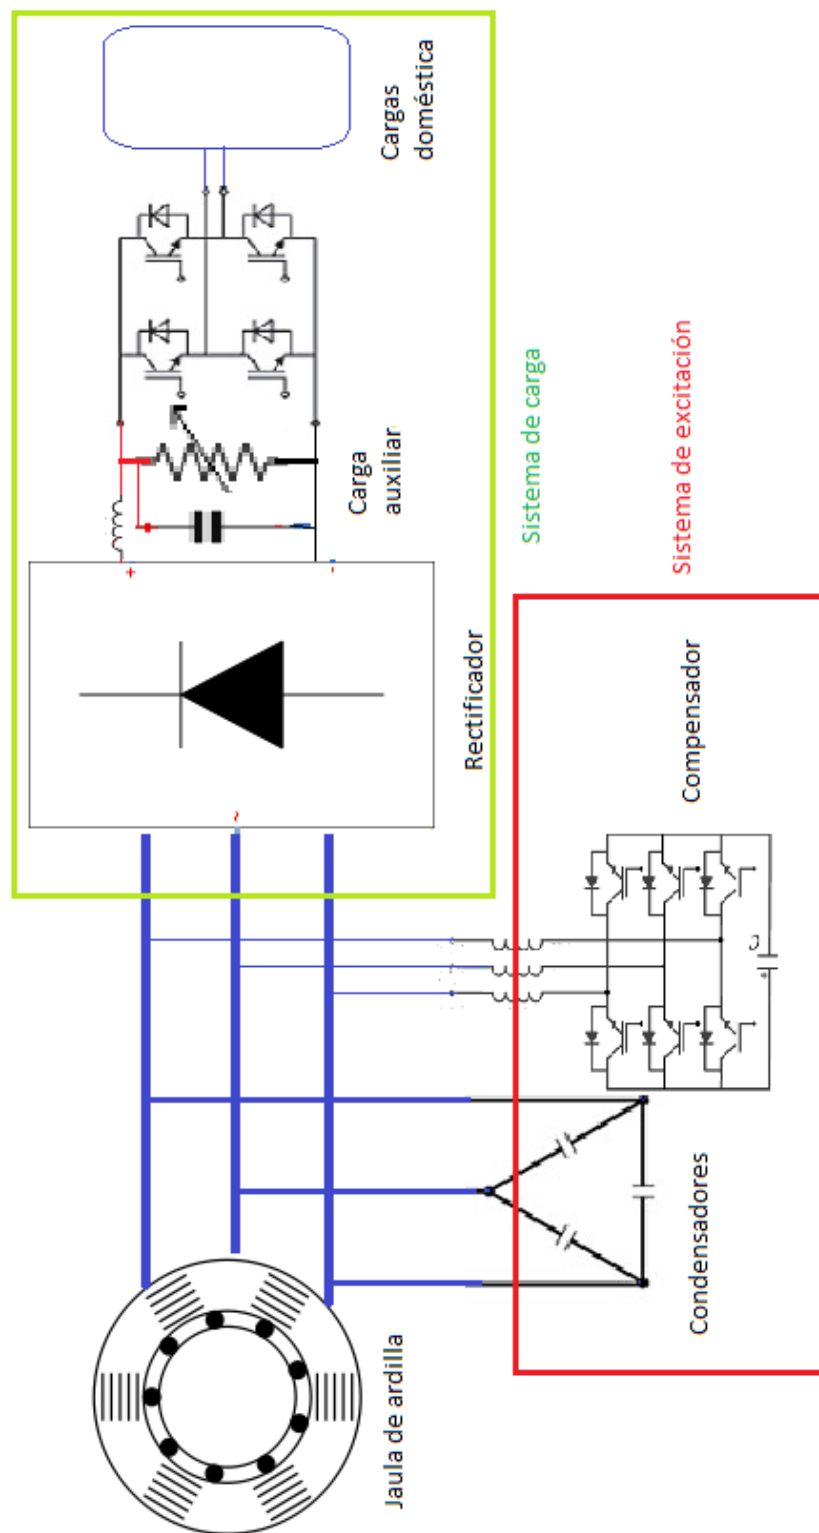 +
~
-
Jaula de ardilla
Rectificador
Carga
auxiliar
Cargas
doméstica
Sistema de carga
Sistema de excitación
Condensadores
Compensador
C
+